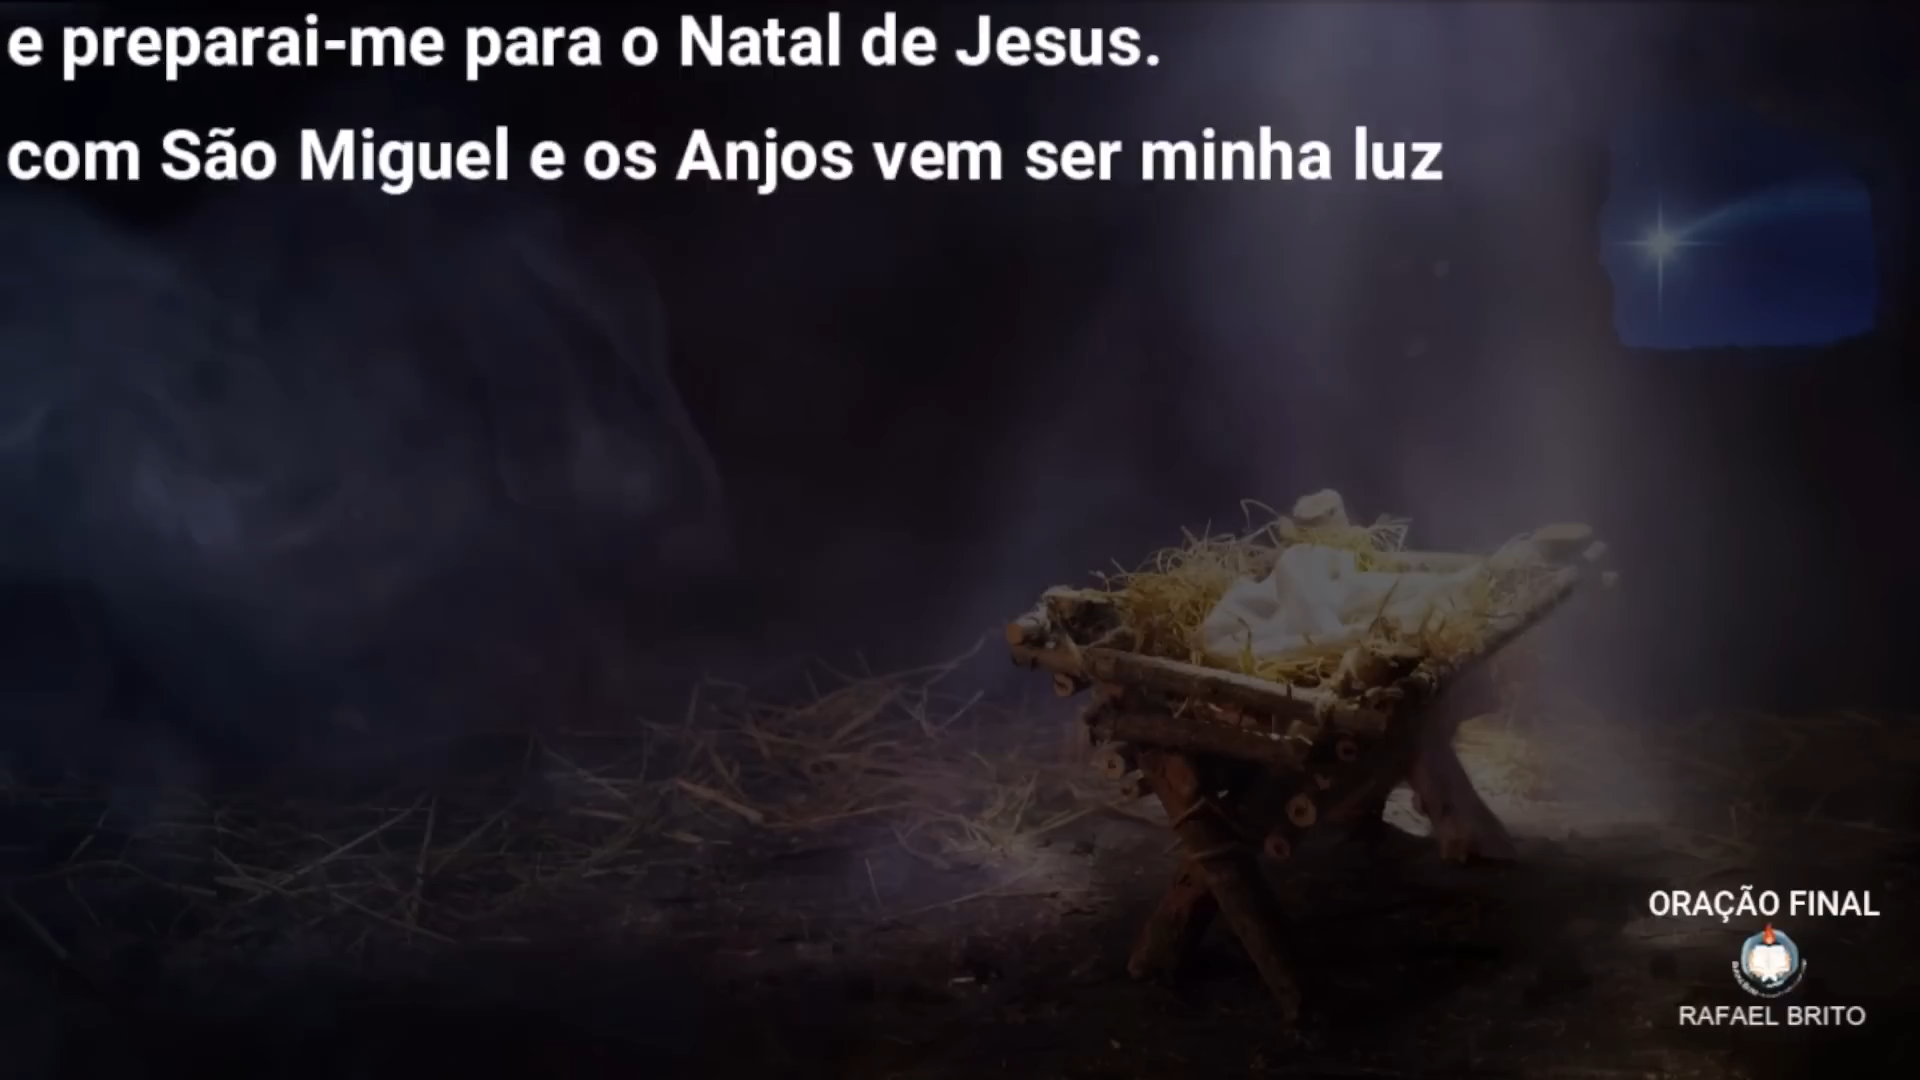 e preparai-me para o Natal de Jesus.
com São Miguel e os Anjos vem ser minha luz
ORAÇÃO FINAL
RAFAEL BRITO